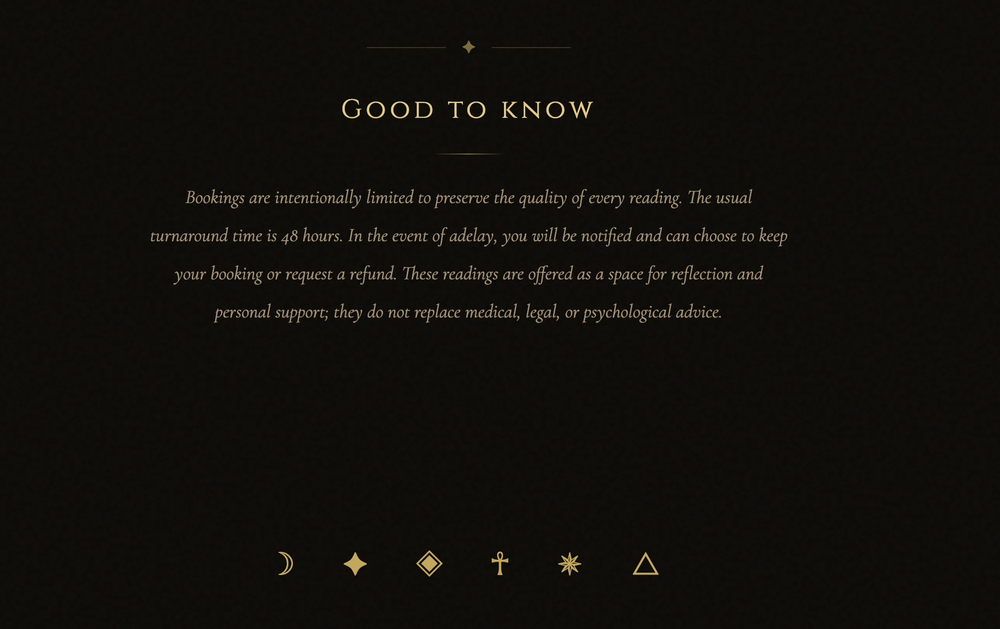 Good to know
Bookings are intentionally limited to preserve the quality of every reading. The usual
turnaround time is 48 hours. In the event of adelay, you will be notified and can choose to keep
your booking or request a refund. These readings are offered as a space for reflection and
personal support; they do not replace medical, legal, or psychological advice.